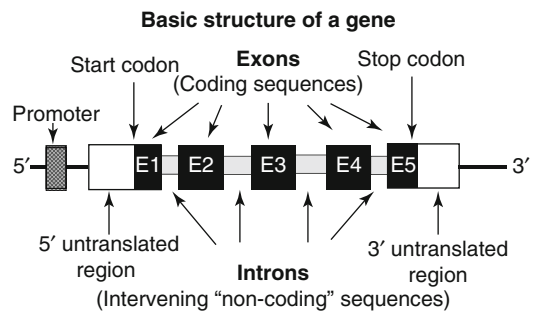 Basic structure of a gene
Exons
(Coding sequences)
Start codon
Stop codon
Promoter
5′
E1
E2
E3
E4
E5
3′
5′ untranslated
region
3′ untranslated
region
Introns
(Intervening “non-coding” sequences)